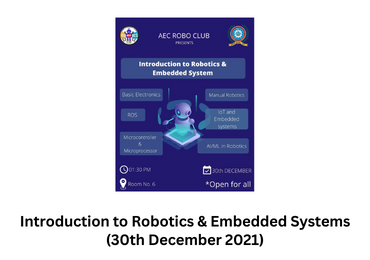 AEC ROBO CLUB
PRESENTS
Introduction to Robotics &
Embedded System
Basic Electronics
Manual Robotics
ROS
IoT and
Embedded
systems
Microcontroller
&
Microprocessor
AI/ML in Robotics
01:30 PM
30th DECEMBER
Room No. 6
*Open for all
Introduction to Robotics & Embedded Systems
(30th December 2021)